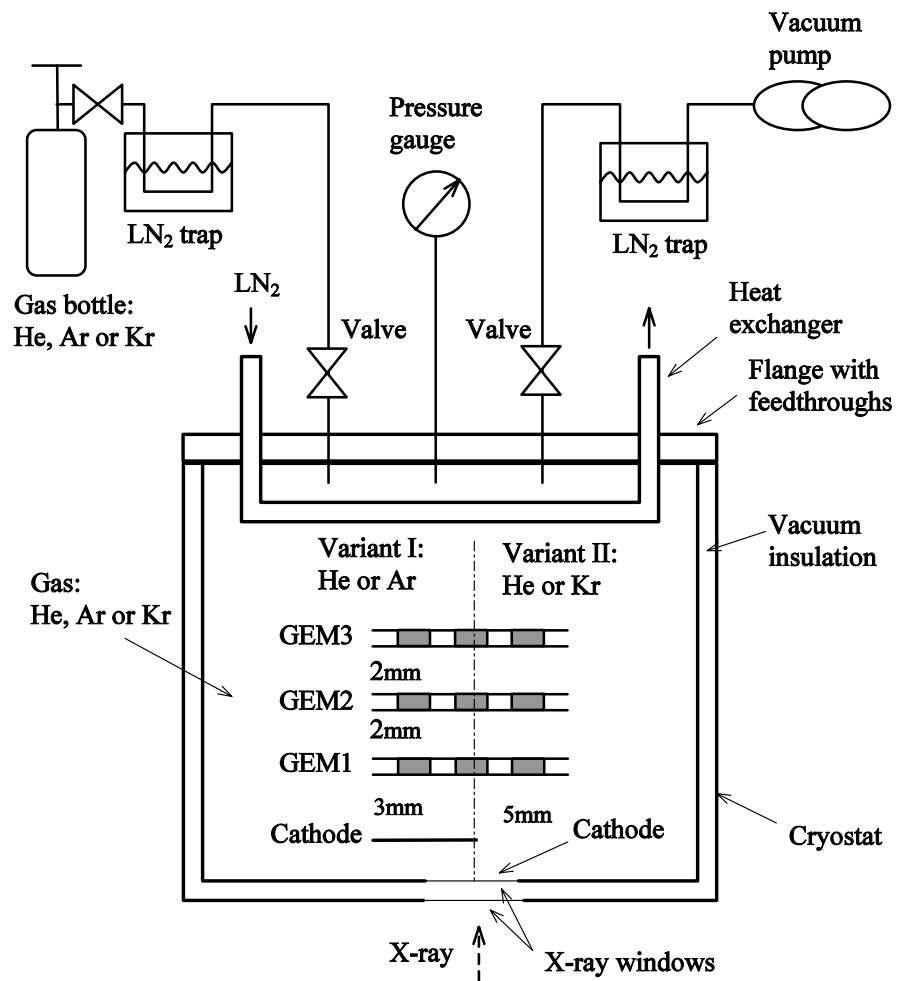 Vacuum
pump
Pressure
gauge
LN2 trap
LN2 trap
Gas bottle:
He, Ar or Kr
LN2
Valve
Valve
Heat
exchanger
Flange with
feedthroughs
Vacuum
insulation
Variant I:
He or Ar
Variant II:
He or Kr
Gas:
He, Ar or Kr
GEM3
2mm
GEM2
2mm
GEM1
3mm
5mm
Cathode
Cathode
Cryostat
X-ray
X-ray windows